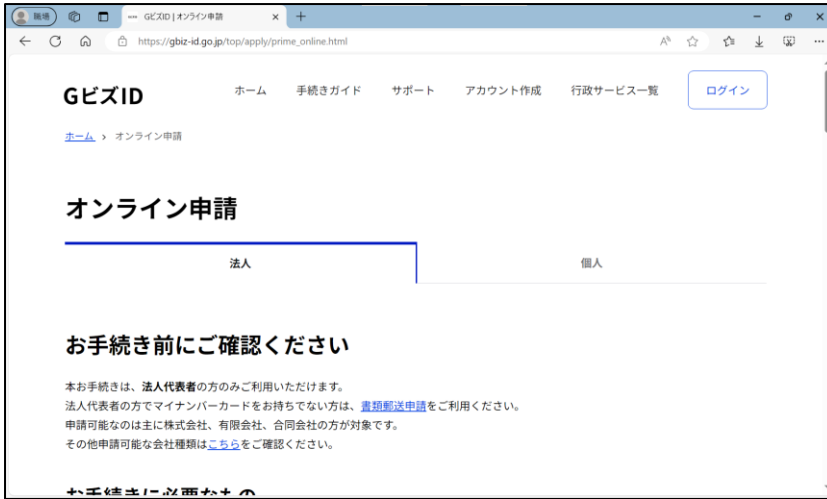 職場
GビズID | オンライン申請
https://gbiz-id.go.jp/top/apply/prime_online.html
GビズID
ホーム 手続きガイド サポート アカウント作成 行政サービス一覧 ログイン
ホーム > オンライン申請
オンライン申請
法人 個人
お手続き前にご確認ください
本お手続きは、法人代表者の方のみご利用いただけます。
法人代表者の方でマイナンバーカードをお持ちでない方は、書類郵送申請をご利用ください。
申請可能なのは主に株式会社、有限会社、合同会社の方が対象です。
その他申請可能な会社種類はこちらをご確認ください。
お手続きに必要なもの